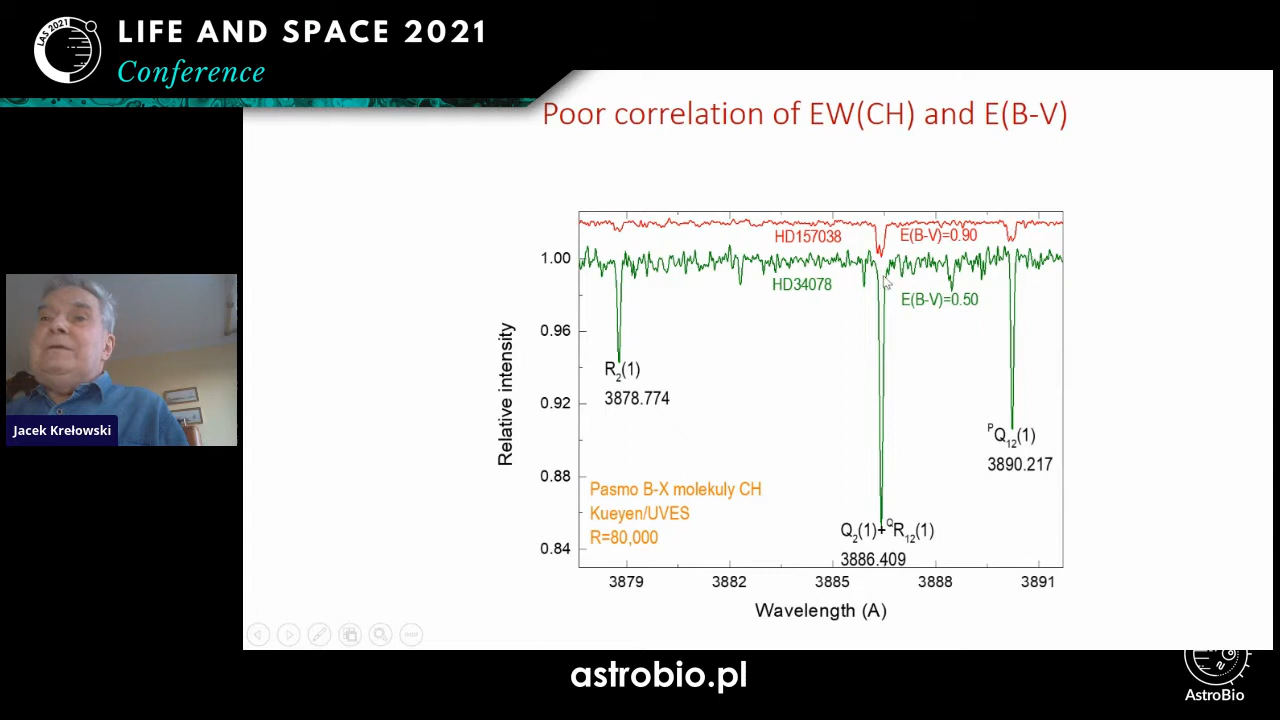 LAS 2021
LIFE AND SPACE 2021
Conference
Poor correlation of EW(CH) and E(B-V)
HD157038
E(B-V)=0.90
HD34078
E(B-V)=0.50
1.00
0.96
0.92
0.88
0.84
Relative intensity
R2(1)
3878.774
PQ12(1)
3890.217
Pasmo B-X molekuly CH
Kueyen/UVES
R=80,000
Q2(1)+QR12(1)
3886.409
3879 3882 3885 3888 3891
Wavelength (A)
Jacek Krełowski
astrobio.pl
AstroBio